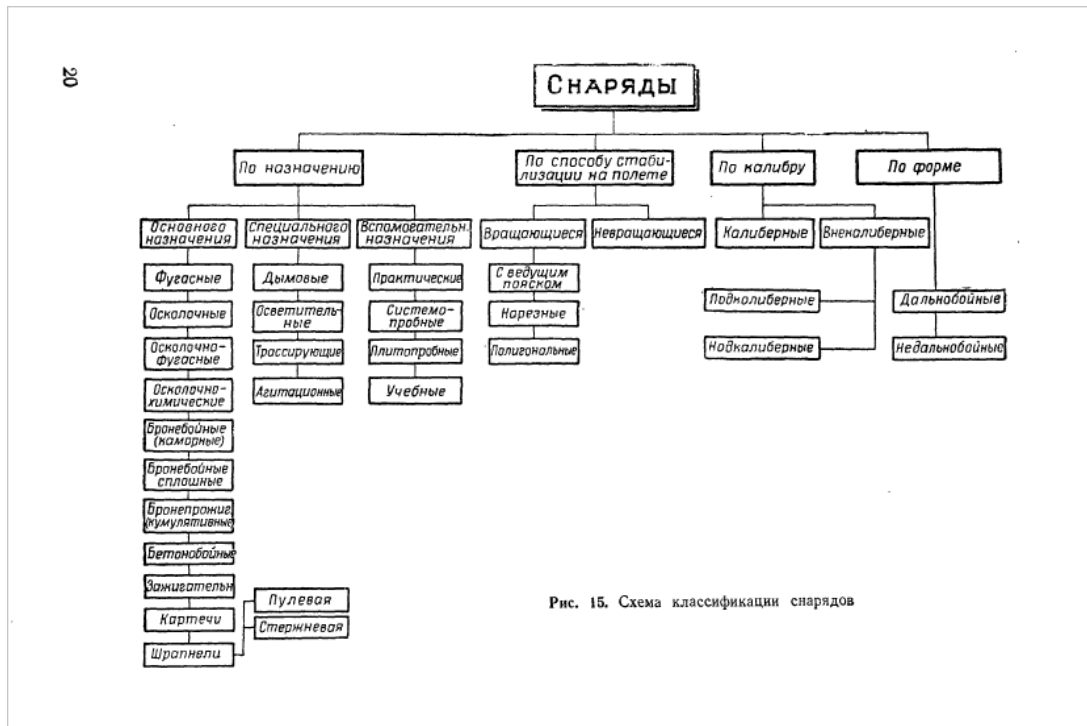 20
СНАРЯДЫ
По назначению
По способу стаби-
лизации на полете
По калибру
По форме
Основного
назначения
Специального
назначения
Вспомогательн.
назначения
Вращающиеся
Невращающиеся
Калиберные
Внекалиберные
Фугасные
Осколочные
Осколочно-
фугасные
Осколочно-
химические
Бронебойные
(каморные)
Бронебойные
сплошные
Бронепрожиг.
(кумулятивные
Бетонобойные
Зажигательн
Картечи
Шрапнели
Пулевая
Стержневая
Дымовые
Осветитель-
ные
Трассирующие
Агитационные
Практические
Системо-
пробные
Плитопробные
Учебные
С ведущим
пояском
Нарезные
Полигональные
Подкалиберные
Надкалиберные
Дальнобойные
Недальнобойные
Рис. 15. Схема классификации снарядов